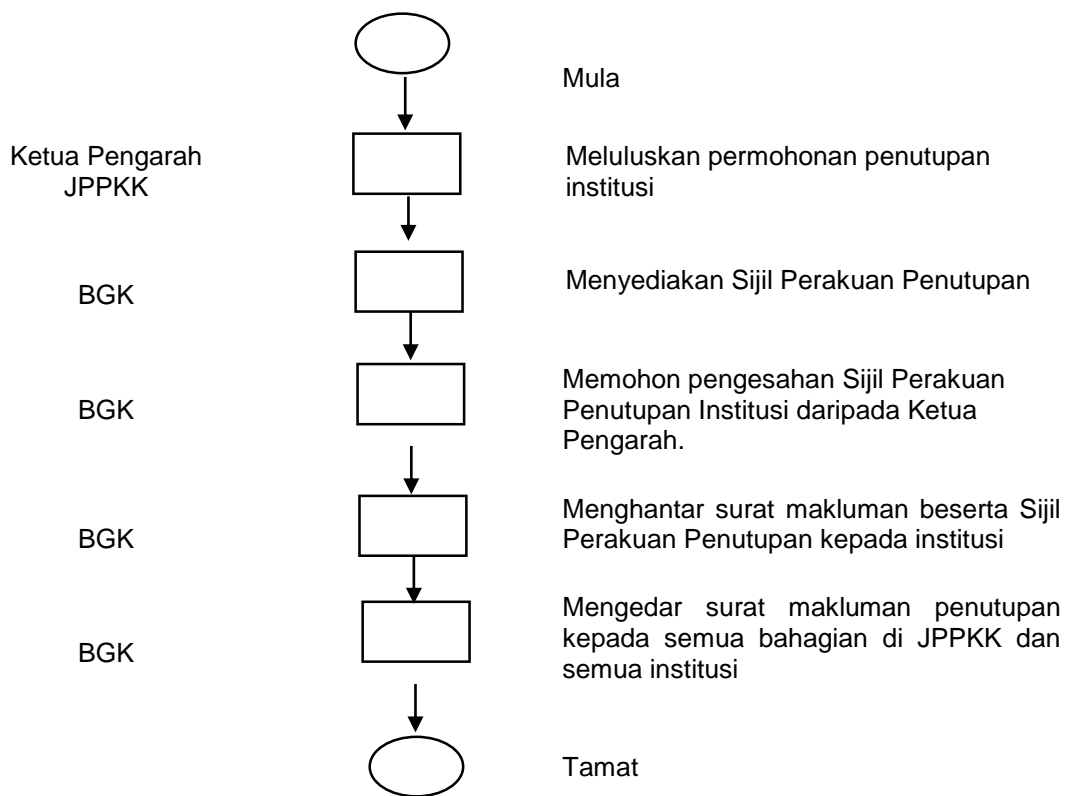 Mula
Ketua Pengarah
JPPKK
Meluluskan permohonan penutupan
institusi
BGK
Menyediakan Sijil Perakuan Penutupan
BGK
Memohon pengesahan Sijil Perakuan
Penutupan Institusi daripada Ketua
Pengarah.
BGK
Menghantar surat makluman beserta Sijil
Perakuan Penutupan kepada institusi
BGK
Mengedar surat makluman penutupan
kepada semua bahagian di JPPKK dan
semua institusi
Tamat